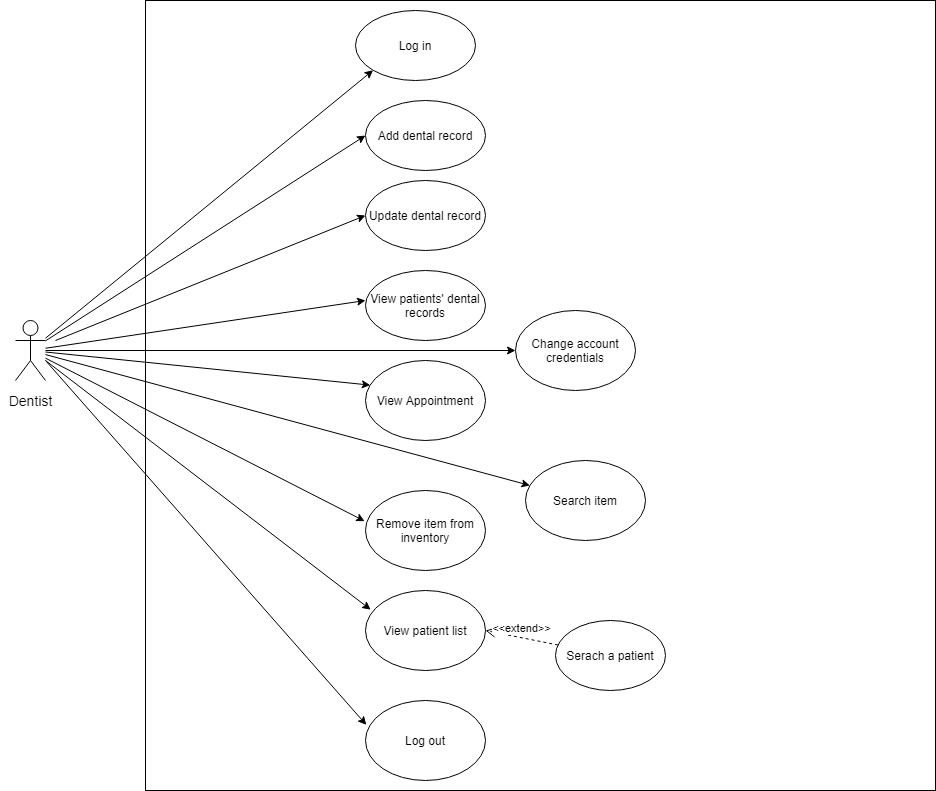 Log in
Add dental record
Update dental record
View patients' dental
records
Change account
credentials
Dentist
View Appointment
Search item
Remove item from
inventory
View patient list
<<extend>>
Serach a patient
Log out